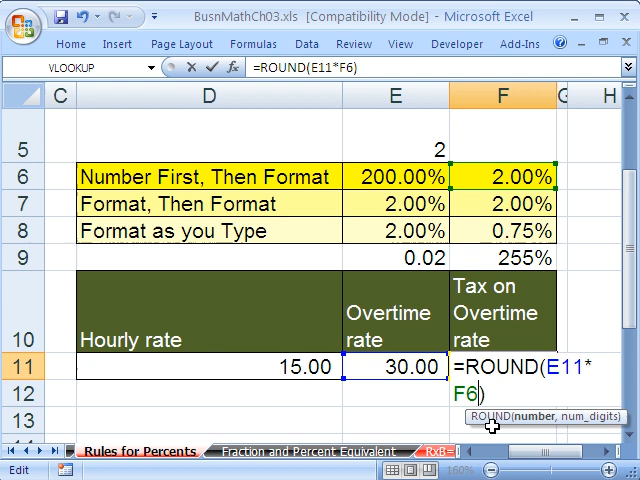 BusnMathCh03.xls [Compatibility Mode] - Microsoft Excel
Home Insert Page Layout Formulas Data Review View Developer Add-Ins
VLOOKUP =ROUND(E11*F6)
C D E F G H
5 2
6 Number First, Then Format 200.00% 2.00%
7 Format, Then Format 2.00% 2.00%
8 Format as you Type 2.00% 0.75%
9 0.02 255%
Tax on
Overtime Overtime
10 Hourly rate rate rate
11 15.00 30.00 =ROUND(E11*
12 F6)
ROUND(number, num_digits)
13
Rules for Percents Fraction and Percent Equivalent RxB=
Edit 160%